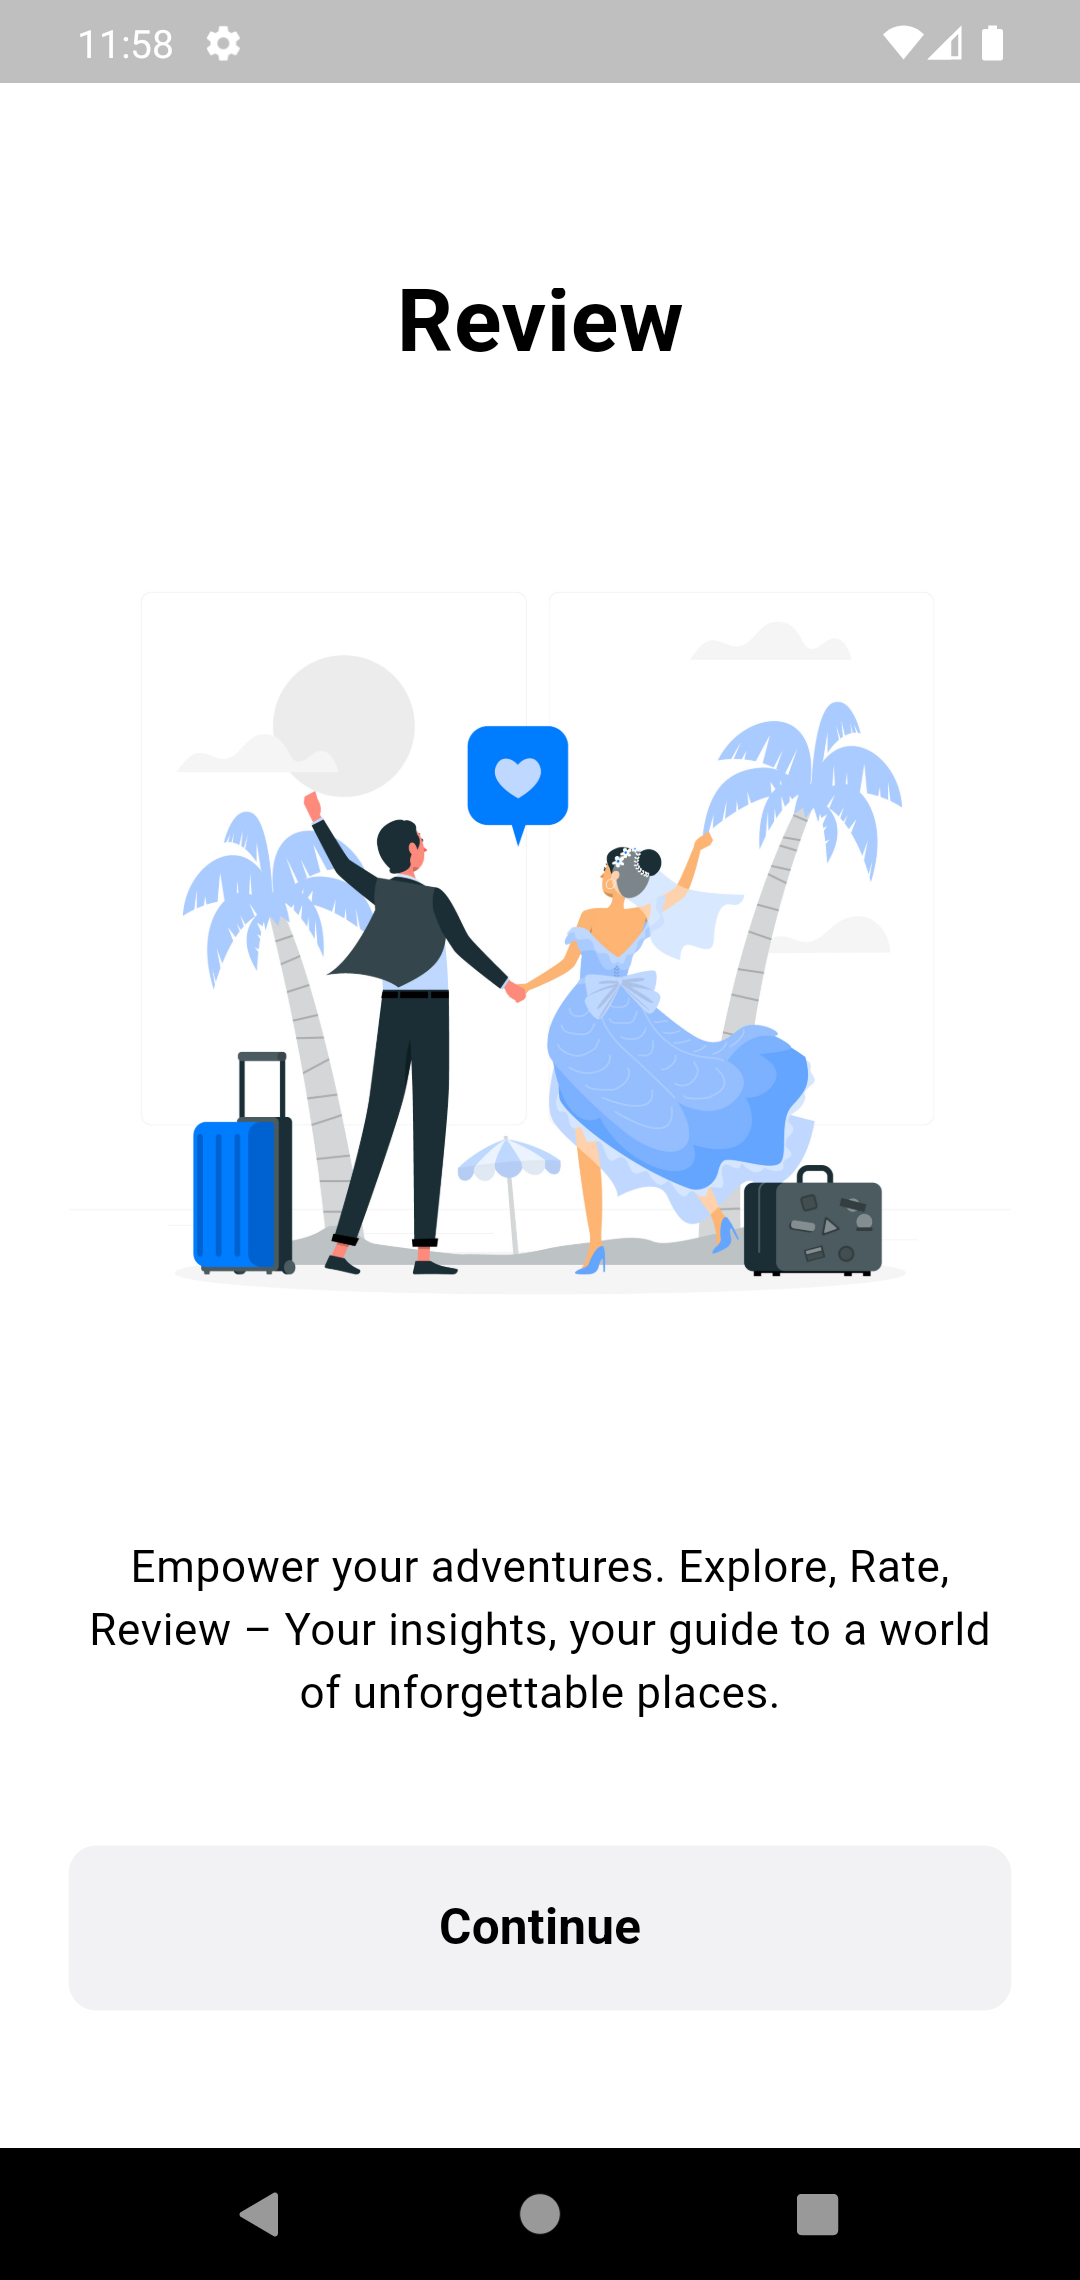 11:58
Review
Empower your adventures. Explore, Rate,
Review – Your insights, your guide to a world
of unforgettable places.
Continue